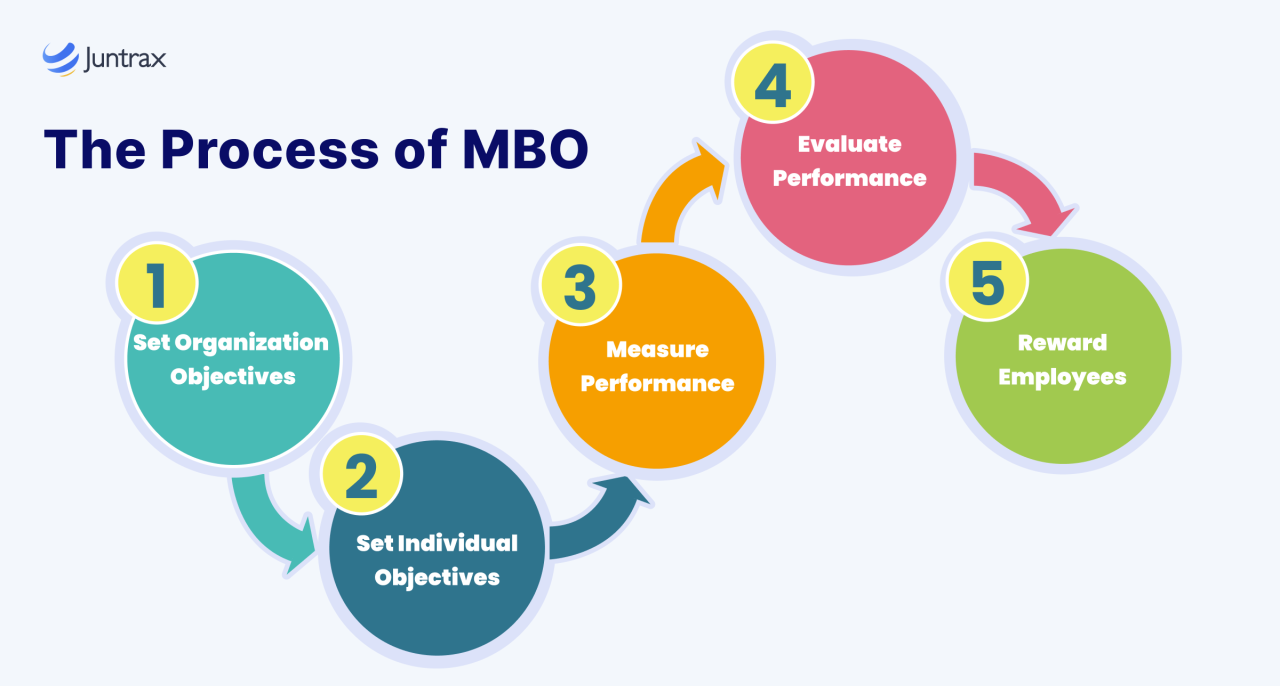 Juntrax
The Process of MBO
1
Set Organization
Objectives
2
Set Individual
Objectives
3
Measure
Performance
4
Evaluate
Performance
5
Reward
Employees